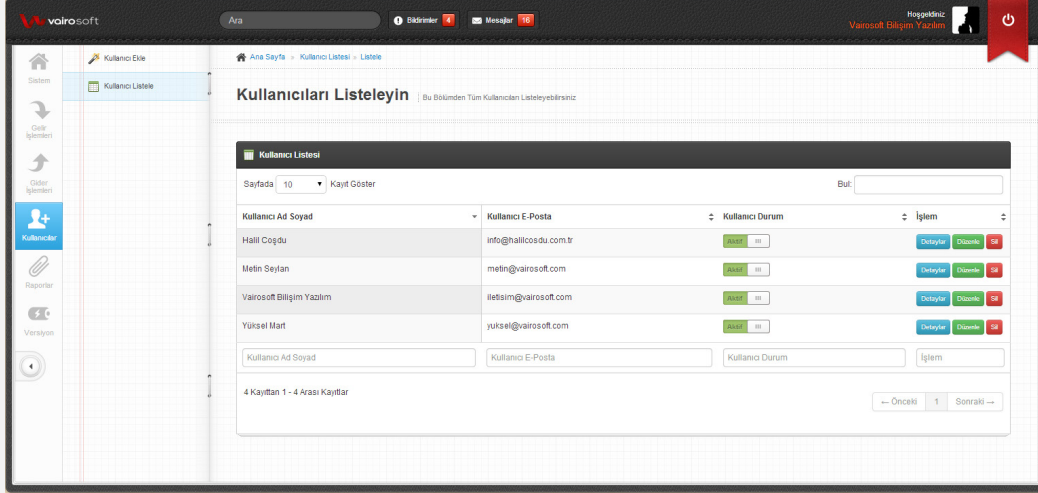 vairosoft
Ara
Bildirimler 4
Mesajlar 16
Hoşgeldiniz
Vairosoft Bilişim Yazılım
Sistem
Gelir
İşlemleri
Gider
İşlemleri
Kullanıcılar
Raporlar
Versiyon
Kullanıcı Ekle
Kullanıcı Listele
Ana Sayfa » Kullanıcı Listesi » Listele
Kullanıcıları Listeleyin Bu Bölümden Tüm Kullanıcıları Listeleyebilirsiniz
Kullanıcı Listesi
Sayfada 10 Kayıt Göster
Bul:
Kullanıcı Ad Soyad Kullanıcı E-Posta Kullanıcı Durum İşlem
Halil Coşdu info@halilcosdu.com.tr Aktif Detaylar Düzenle Sil
Metin Seylan metin@vairosoft.com Aktif Detaylar Düzenle Sil
Vairosoft Bilişim Yazılım iletisim@vairosoft.com Aktif Detaylar Düzenle Sil
Yüksel Mart yuksel@vairosoft.com Aktif Detaylar Düzenle Sil
Kullanıcı Ad Soyad Kullanıcı E-Posta Kullanıcı Durum İşlem
4 Kayıttan 1 - 4 Arası Kayıtlar
← Önceki 1 Sonraki →